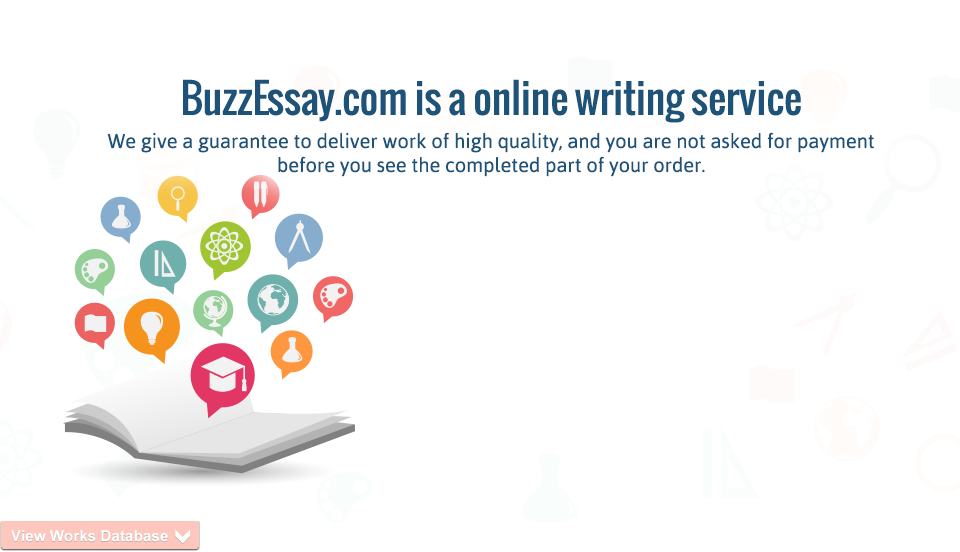 BuzzEssay.com is a online writing service
We give a guarantee to deliver work of high quality, and you are not asked for payment
before you see the completed part of your order.
View Works Database